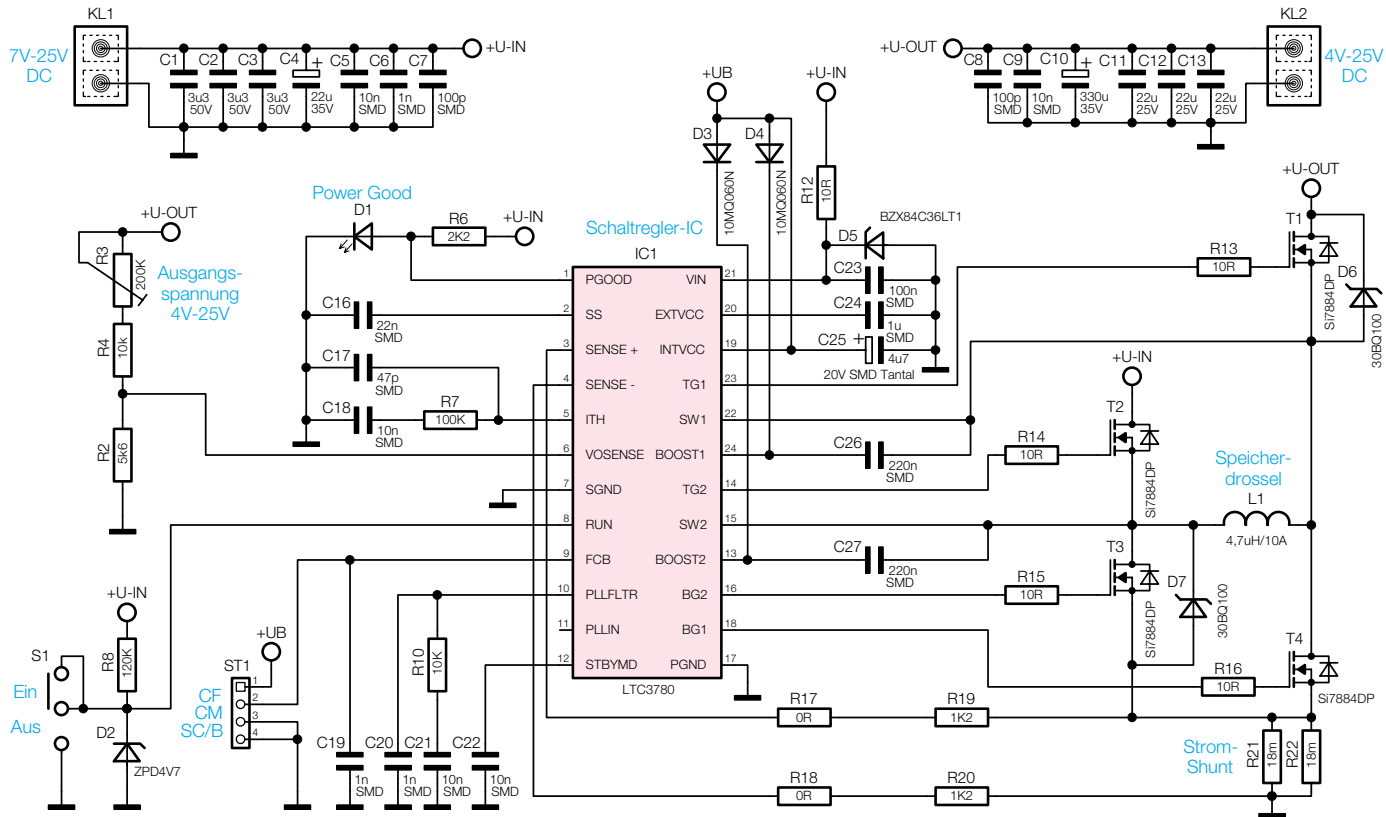 KL1
7V-25V
DC
C1
3u3
50V
C2
3u3
50V
C3
3u3
50V
C4
+
22u
35V
C5
10n
SMD
C6
1n
SMD
C7
100p
SMD
+U-IN
+U-OUT
C8
100p
SMD
C9
10n
SMD
C10
+
330u
35V
C11
22u
25V
C12
22u
25V
C13
22u
25V
KL2
4V-25V
DC
+UB
D3
10MQ060N
D4
10MQ060N
+U-IN
R12
10R
D5
BZX84C36LT1
C23
100n
SMD
C24
1u
SMD
C25
+
4u7
20V SMD Tantal
Power Good
D1
R6
2K2
+U-IN
+U-OUT
R3
200K
Ausgangs-
spannung
4V-25V
R4
10k
R2
5k6
C16
22n
SMD
C17
47p
SMD
C18
10n
SMD
R7
100K
Schaltregler-IC
IC1
1 PGOOD
2 SS
3 SENSE +
4 SENSE -
5 ITH
6 VOSENSE
7 SGND
8 RUN
9 FCB
10 PLLFLTR
11 PLLIN
12 STBYMD
VIN 21
EXTVCC 20
INTVCC 19
TG1 23
SW1 22
BOOST1 24
TG2 14
SW2 15
BOOST2 13
BG2 16
BG1 18
PGND 17
LTC3780
C26
220n
SMD
C27
220n
SMD
R13
10R
+U-OUT
T1
Si7884DP
D6
30BQ100
+U-IN
T2
Si7884DP
R14
10R
Speicher-
drossel
L1
4,7uH/10A
R15
10R
T3
Si7884DP
D7
30BQ100
R16
10R
T4
Si7884DP
R17
0R
R19
1K2
R18
0R
R20
1K2
Strom-
Shunt
R21
18m
R22
18m
S1
Ein
Aus
+U-IN
R8
120K
D2
ZPD4V7
+UB
ST1
1
2
3
4
CF
CM
SC/B
C19
1n
SMD
C20
1n
SMD
R10
10K
C21
10n
SMD
C22
10n
SMD